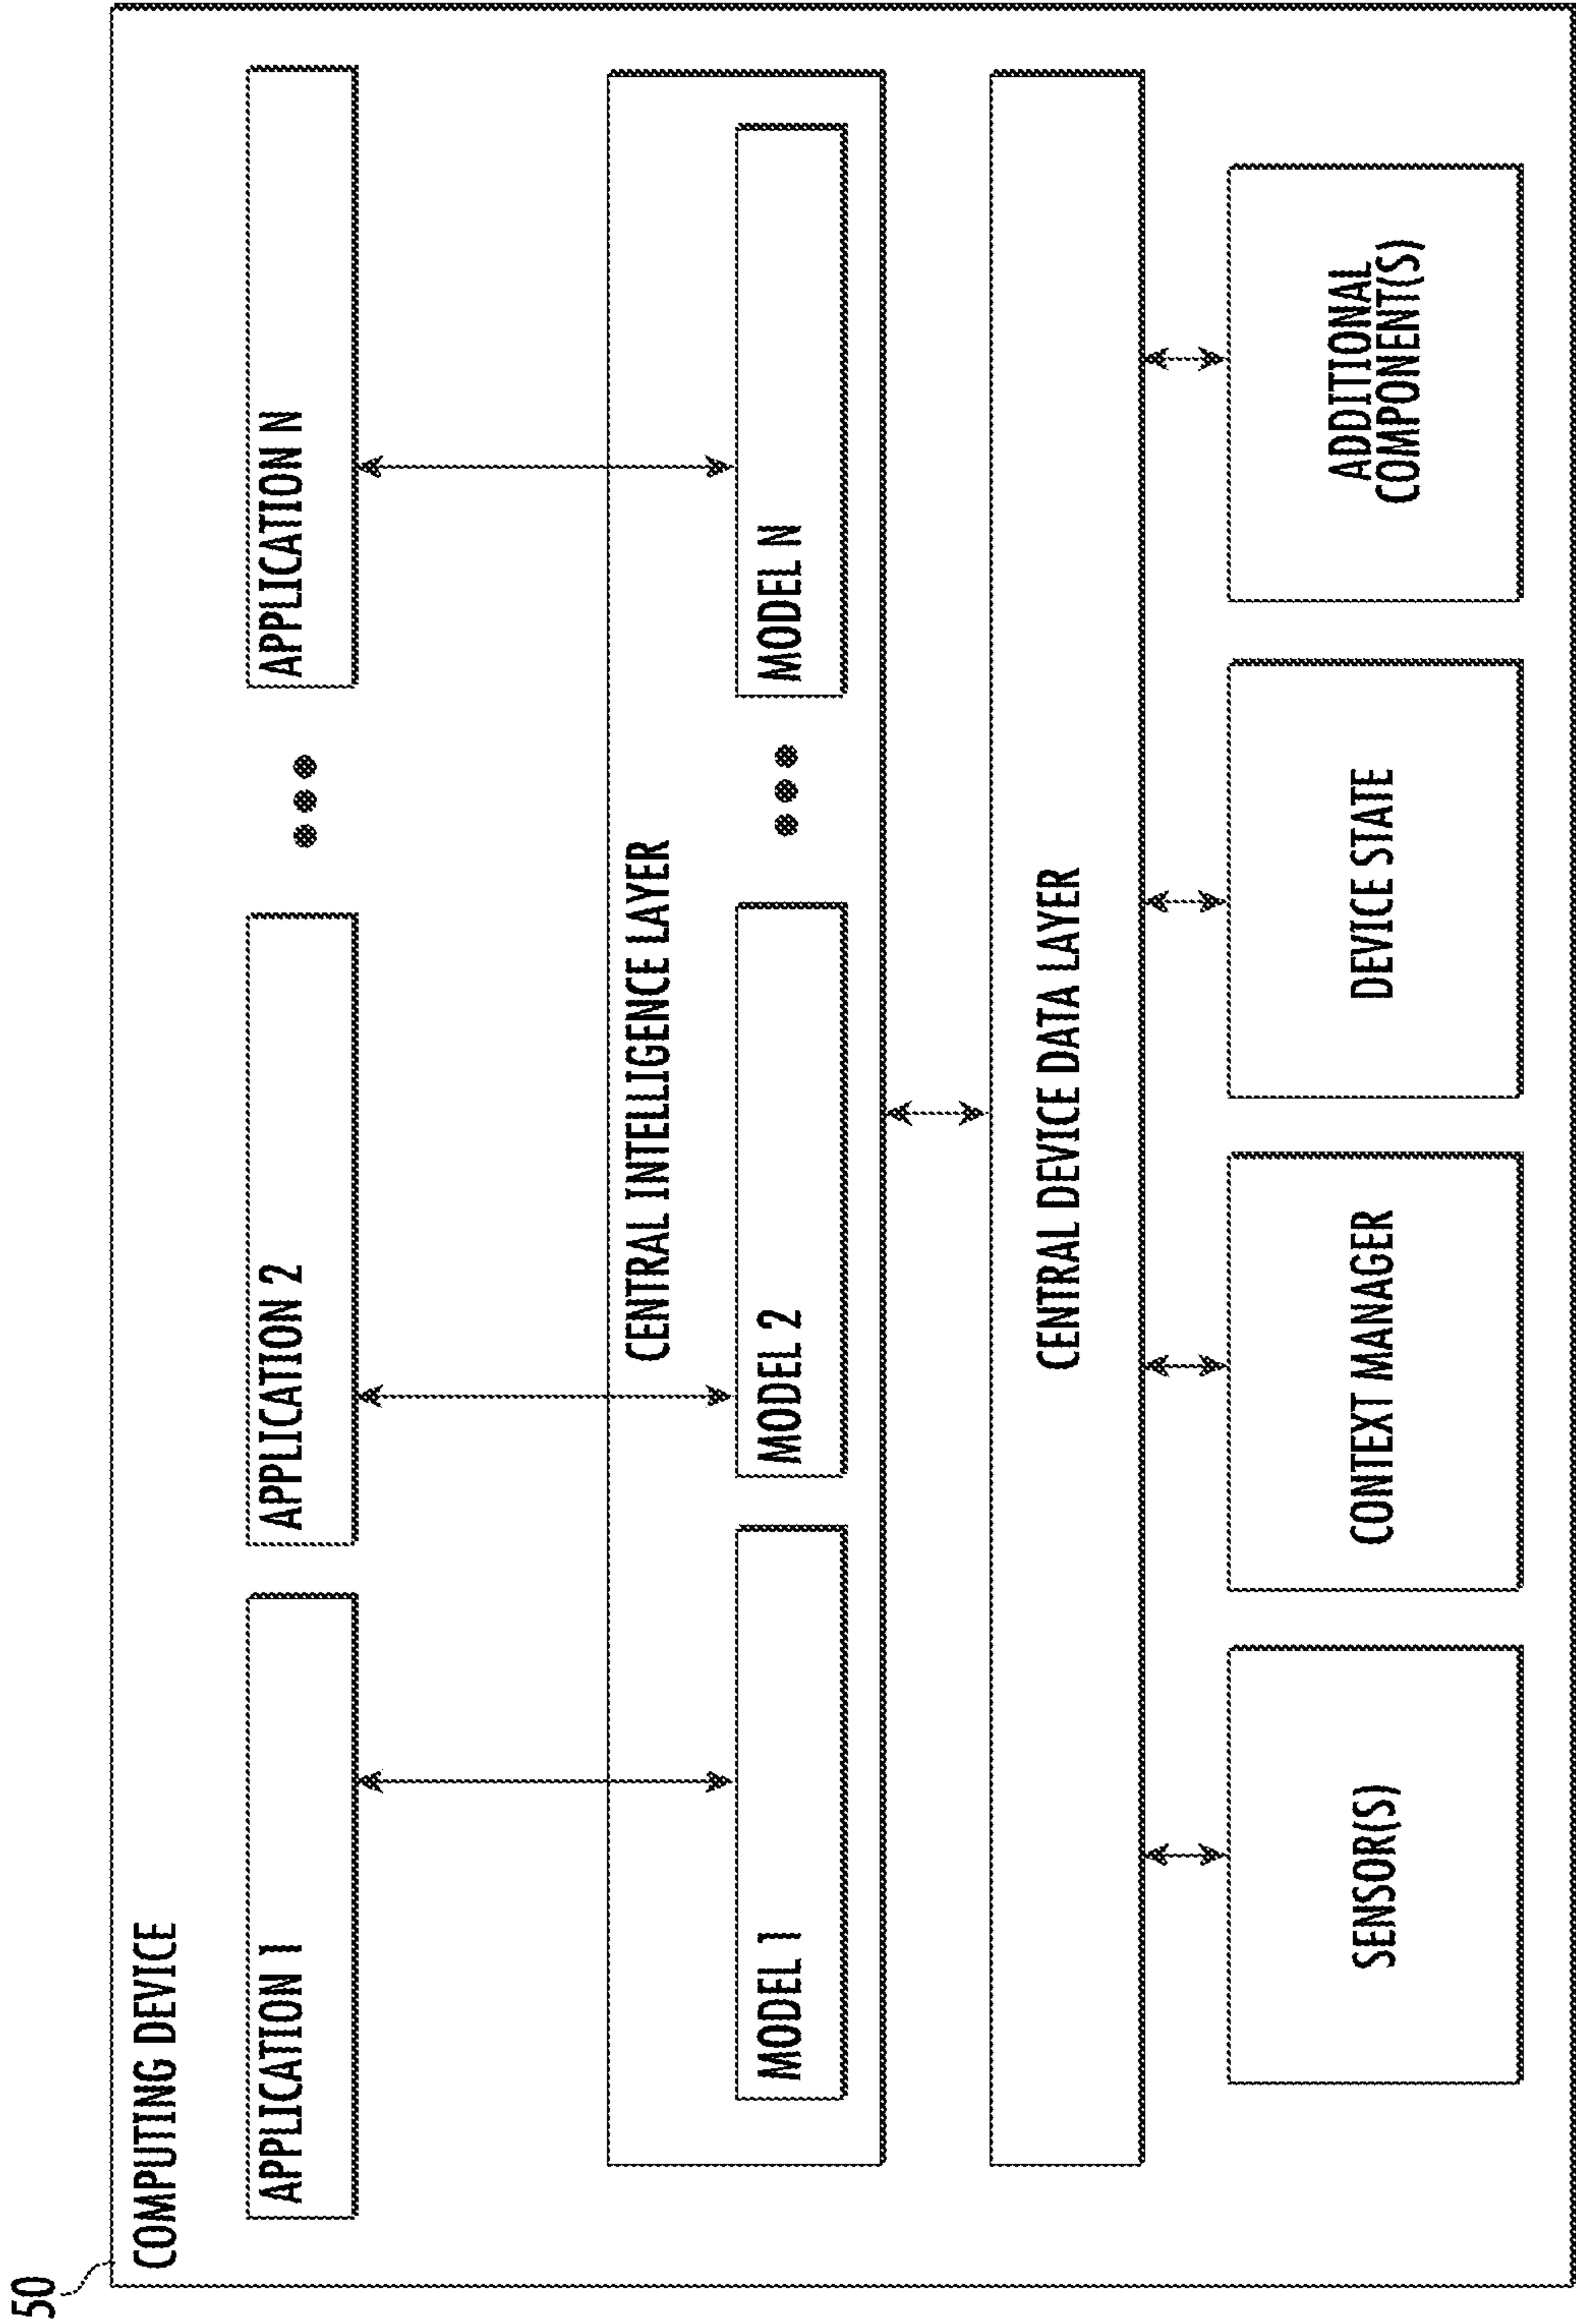 50
COMPUTING DEVICE
APPLICATION 1
APPLICATION 2
APPLICATION N
CENTRAL INTELLIGENCE LAYER
MODEL 1
MODEL 2
MODEL N
CENTRAL DEVICE DATA LAYER
SENSOR(S)
CONTEXT MANAGER
DEVICE STATE
ADDITIONAL
COMPONENT(S)